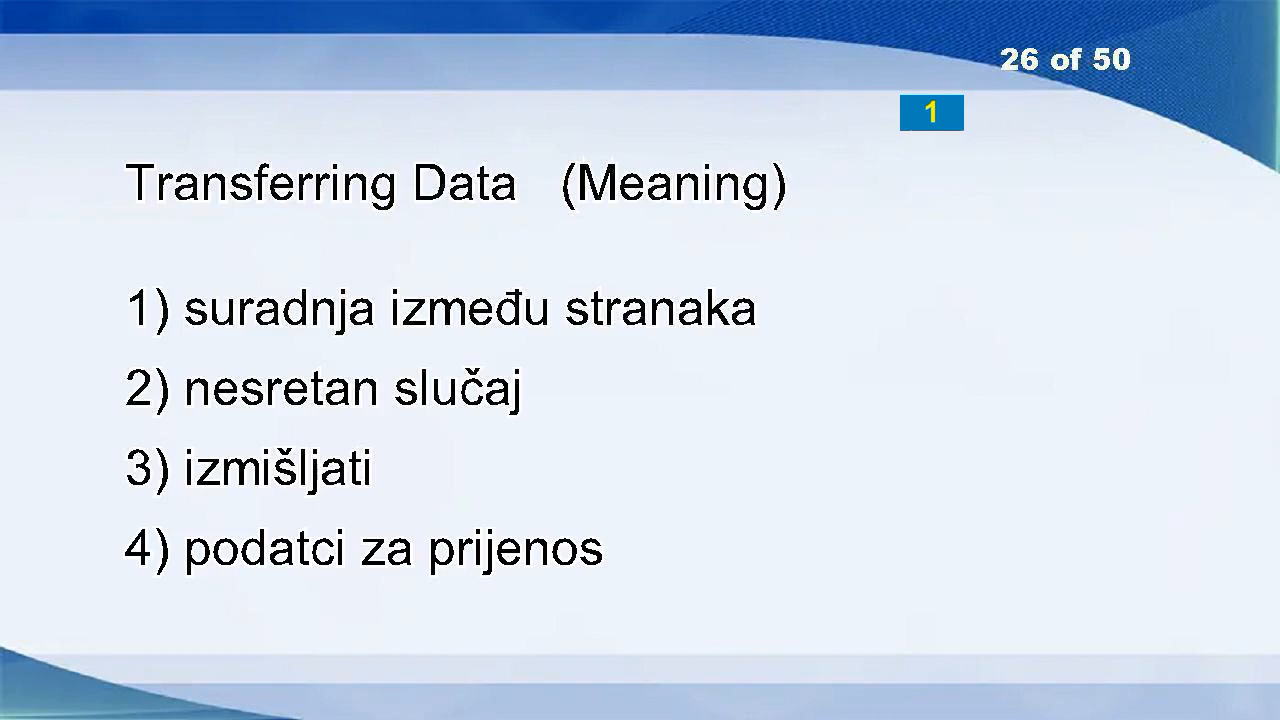 26 of 50
1
Transferring Data (Meaning)
1) suradnja između stranaka
2) nesretan slučaj
3) izmišljati
4) podatci za prijenos